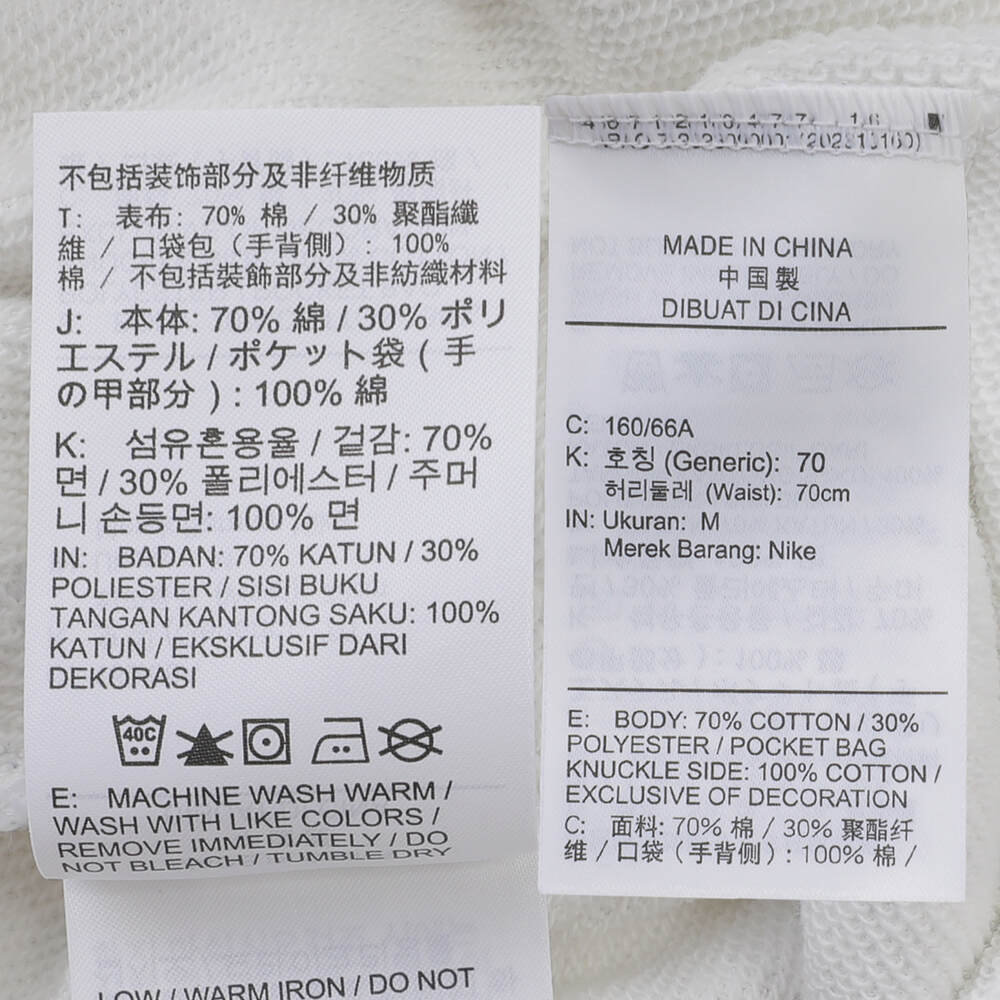 不包括装饰部分及非纤维物质
T: 表布: 70% 棉 / 30% 聚酯纖
維 / 口袋包 (手背側) : 100%
棉 / 不包括裝飾部分及非紡織材料
J: 本体: 70% 綿 / 30% ポリ
エステル / ポケット袋 ( 手
の甲部分 ) : 100% 綿
K: 섬유혼용율 / 겉감: 70%
면 / 30% 폴리에스터 / 주머
니 손등면: 100% 면
IN: BADAN: 70% KATUN / 30%
POLIESTER / SISI BUKU
TANGAN KANTONG SAKU: 100%
KATUN / EKSKLUSIF DARI
DEKORASI
40C
E: MACHINE WASH WARM /
WASH WITH LIKE COLORS /
REMOVE IMMEDIATELY / DO
NOT BLEACH / TUMBLE DRY
LOW / WARM IRON / DO NOT
MADE IN CHINA
中国製
DIBUAT DI CINA
C: 160/66A
K: 호칭 (Generic): 70
허리둘레 (Waist): 70cm
IN: Ukuran: M
Merek Barang: Nike
E: BODY: 70% COTTON / 30%
POLYESTER / POCKET BAG
KNUCKLE SIDE: 100% COTTON /
EXCLUSIVE OF DECORATION
C: 面料: 70% 棉 / 30% 聚酯纤
维 / 口袋 (手背侧) : 100% 棉 /